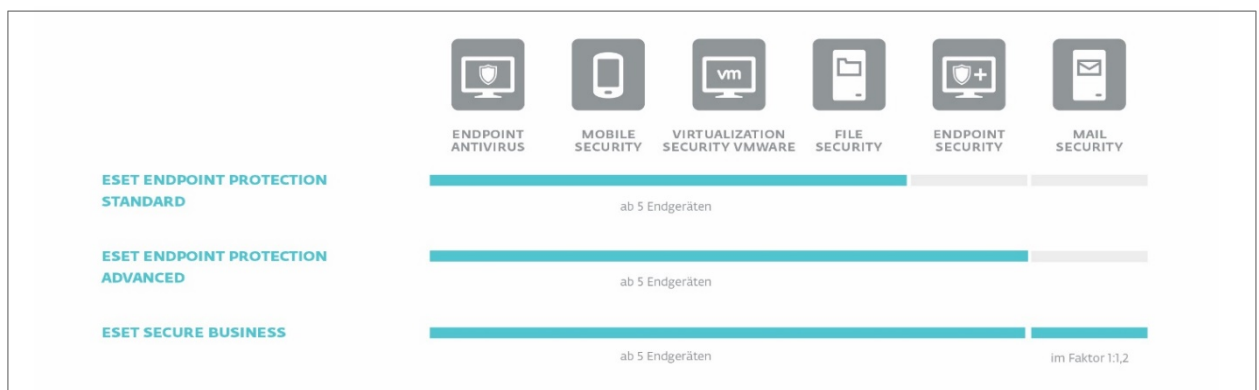 vm
ENDPOINT ANTIVIRUS
MOBILE SECURITY
VIRTUALIZATION SECURITY VMWARE
FILE SECURITY
ENDPOINT SECURITY
MAIL SECURITY
ESET ENDPOINT PROTECTION
STANDARD
ab 5 Endgeräten
ESET ENDPOINT PROTECTION
ADVANCED
ab 5 Endgeräten
ESET SECURE BUSINESS
ab 5 Endgeräten
im Faktor 1:1,2